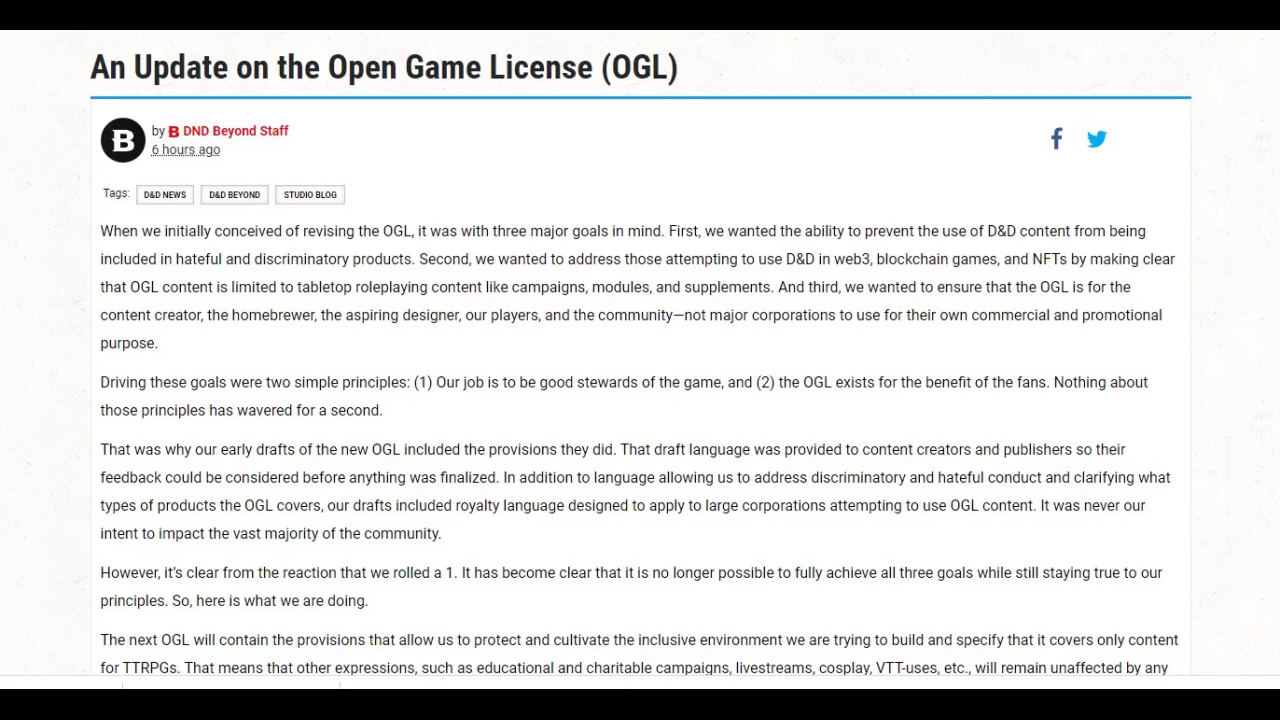 An Update on the Open Game License (OGL)
B
by B DND Beyond Staff
6 hours ago
f
Tags: D&D NEWS D&D BEYOND STUDIO BLOG
When we initially conceived of revising the OGL, it was with three major goals in mind. First, we wanted the ability to prevent the use of D&D content from being
included in hateful and discriminatory products. Second, we wanted to address those attempting to use D&D in web3, blockchain games, and NFTs by making clear
that OGL content is limited to tabletop roleplaying content like campaigns, modules, and supplements. And third, we wanted to ensure that the OGL is for the
content creator, the homebrewer, the aspiring designer, our players, and the community—not major corporations to use for their own commercial and promotional
purpose.
Driving these goals were two simple principles: (1) Our job is to be good stewards of the game, and (2) the OGL exists for the benefit of the fans. Nothing about
those principles has wavered for a second.
That was why our early drafts of the new OGL included the provisions they did. That draft language was provided to content creators and publishers so their
feedback could be considered before anything was finalized. In addition to language allowing us to address discriminatory and hateful conduct and clarifying what
types of products the OGL covers, our drafts included royalty language designed to apply to large corporations attempting to use OGL content. It was never our
intent to impact the vast majority of the community.
However, it's clear from the reaction that we rolled a 1. It has become clear that it is no longer possible to fully achieve all three goals while still staying true to our
principles. So, here is what we are doing.
The next OGL will contain the provisions that allow us to protect and cultivate the inclusive environment we are trying to build and specify that it covers only content
for TTRPGs. That means that other expressions, such as educational and charitable campaigns, livestreams, cosplay, VTT-uses, etc., will remain unaffected by any